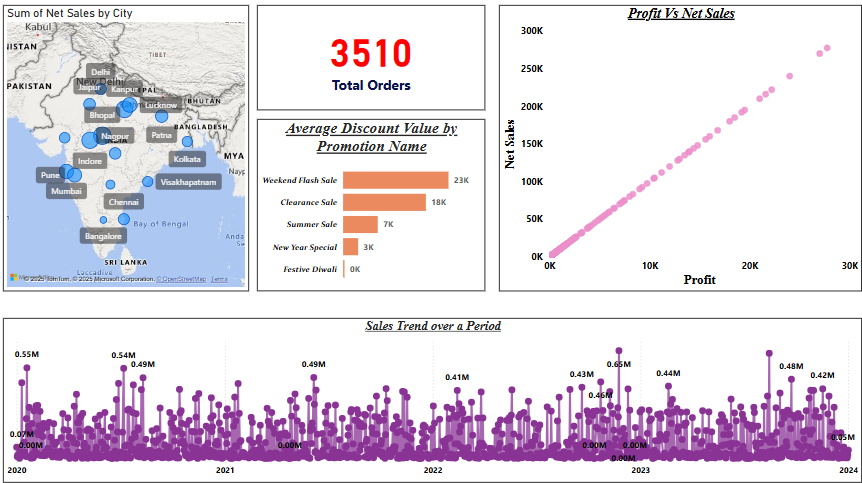 Sum of Net Sales by City
Kabul
NISTAN
TIBET
PAKISTAN
Delhi
New Delhi
Jaipur
Kanpur
NEPAL
Lucknow
BHUTAN
Bhopal
Patna
BANGLADESH
Nagpur
INDIA
Kolkata
MYA
Indore
Nayp
Pune
Visakhapatnam
Mumbai
Chennai
Bay of Bengal
Bangalore
Anda
Se
SRI LANKA
Laccadive
© 2025 TomTom, © 2025 Microsoft Corporation, © OpenStreetMap Terms
3510
Total Orders
Average Discount Value by
Promotion Name
Weekend Flash Sale 23K
Clearance Sale 18K
Summer Sale 7K
New Year Special 3K
Festive Diwali 0K
Profit Vs Net Sales
300K
250K
200K
150K
100K
50K
0K
Net Sales
0K 10K 20K 30K
Profit
Sales Trend over a Period
0.65M
0.55M 0.54M
0.49M 0.49M 0.48M
0.41M 0.43M 0.44M 0.42M
0.46M
0.07M 0.05M
0.00M 0.00M 0.00M 0.00M
0.00M
2020 2021 2022 2023 2024